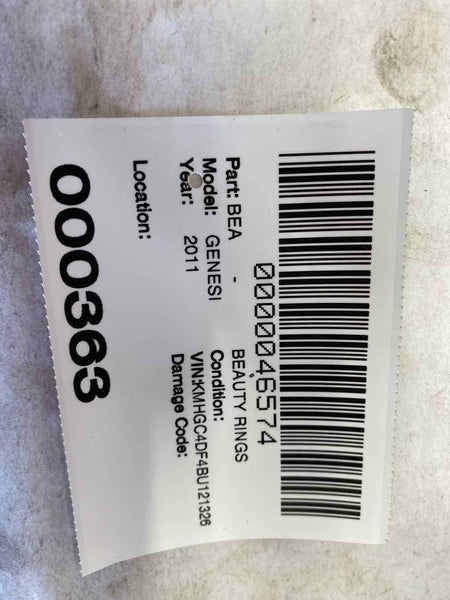 0000046574
Part: BEA - BEAUTY RINGS
Model: GENESI Condition:
Year: 2011 VIN:KMHGC4DF4BU121326
Damage Code:
Location:
000363